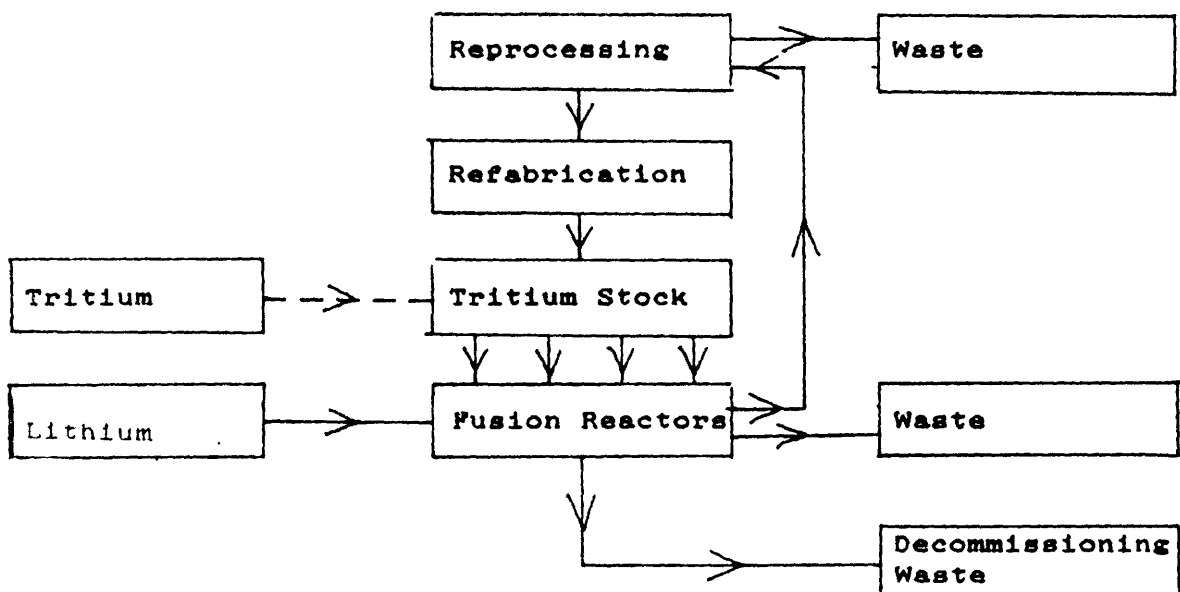 Reprocessing
Waste
Refabrication
Tritium
Tritium Stock
Lithium
Fusion Reactors
Waste
Decommissioning
Waste